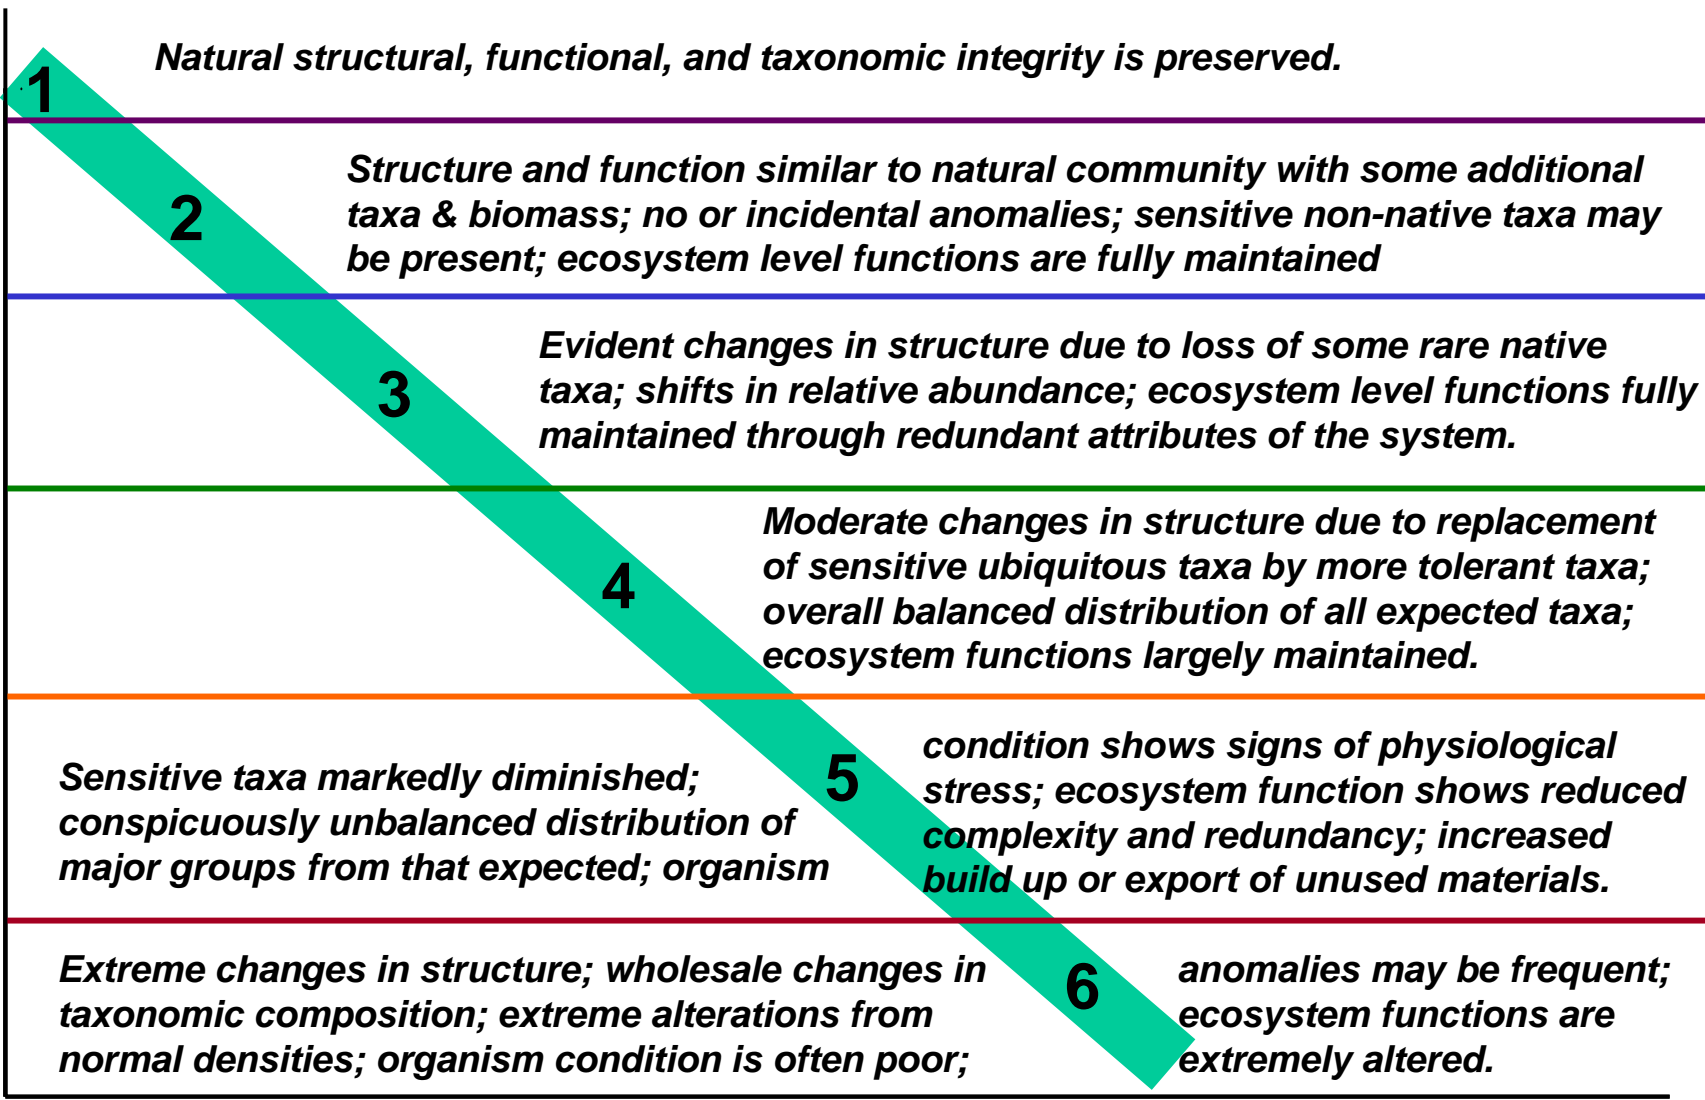 1
Natural structural, functional, and taxonomic integrity is preserved.
2
Structure and function similar to natural community with some additional
taxa & biomass; no or incidental anomalies; sensitive non-native taxa may
be present; ecosystem level functions are fully maintained
3
Evident changes in structure due to loss of some rare native
taxa; shifts in relative abundance; ecosystem level functions fully
maintained through redundant attributes of the system.
4
Moderate changes in structure due to replacement
of sensitive ubiquitous taxa by more tolerant taxa;
overall balanced distribution of all expected taxa;
ecosystem functions largely maintained.
Sensitive taxa markedly diminished;
conspicuously unbalanced distribution of
major groups from that expected; organism
5
condition shows signs of physiological
stress; ecosystem function shows reduced
complexity and redundancy; increased
build up or export of unused materials.
Extreme changes in structure; wholesale changes in
taxonomic composition; extreme alterations from
normal densities; organism condition is often poor;
6
anomalies may be frequent;
ecosystem functions are
extremely altered.